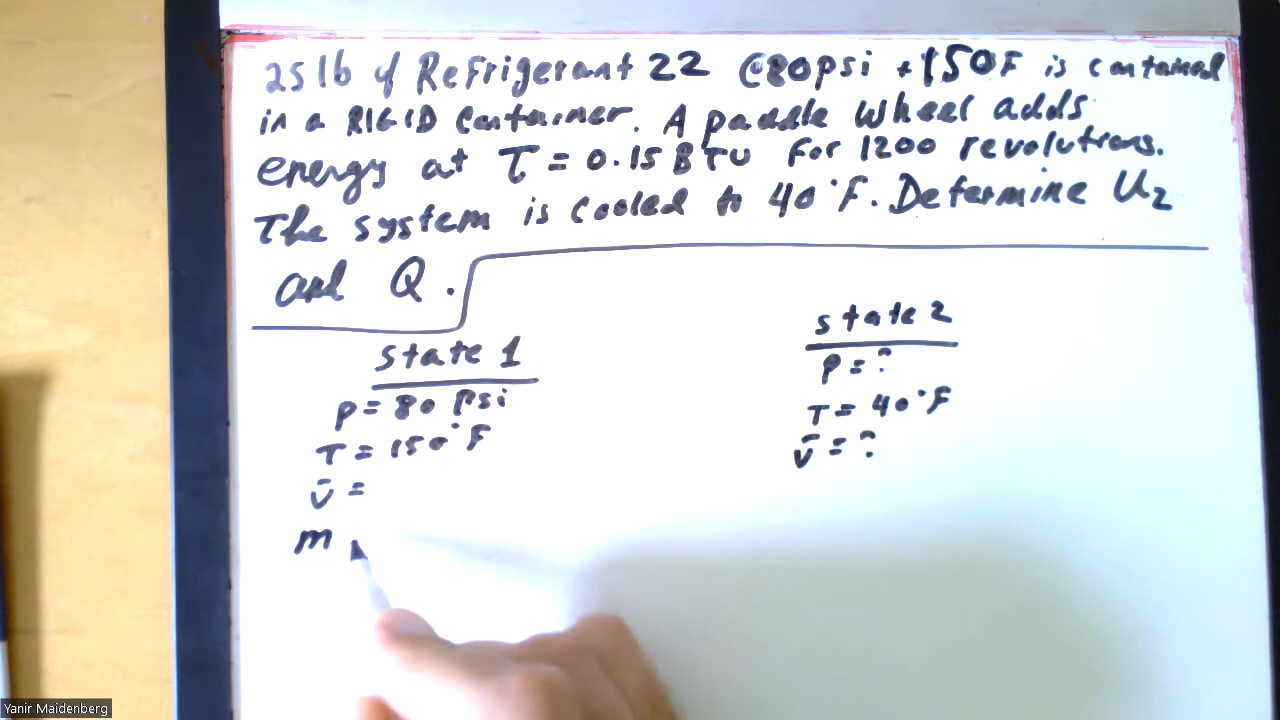 25 lb of Refrigerant 22 @80psi + 150F is contained
in a RIGID container. A paddle wheel adds
energy at τ = 0.15 BTU for 1200 revolutions.
The system is cooled to 40°F. Determine U2
and Q.
State 1
P = 80 psi
T = 150°F
v̄ =
m
state 2
P = ?
T = 40°F
v̄ = ?
Yanir Maidenberg